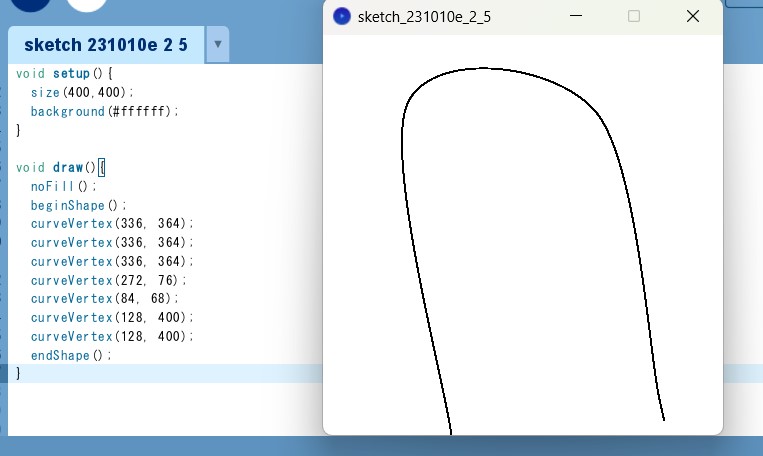 sketch_231010e_2_5
sketch 231010e 2 5
void setup(){
size(400,400);
background(#ffffff);
}
void draw(){
noFill();
beginShape();
curveVertex(336, 364);
curveVertex(336, 364);
curveVertex(336, 364);
curveVertex(272, 76);
curveVertex(84, 68);
curveVertex(128, 400);
curveVertex(128, 400);
endShape();
}